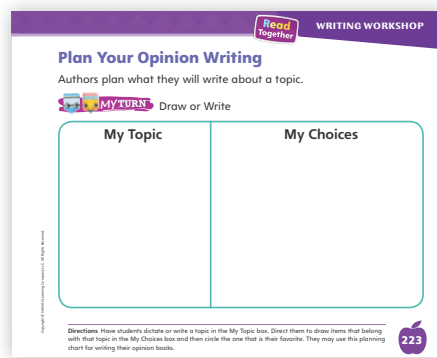 Read
Together
WRITING WORKSHOP
Plan Your Opinion Writing
Authors plan what they will write about a topic.
MY TURN Draw or Write
My Topic
My Choices
Directions Have students dictate or write a topic in the My Topic box. Direct them to draw items that belong
with that topic in the My Choices box and then circle the one that is their favorite. They may use this planning
chart for writing their opinion books.
223